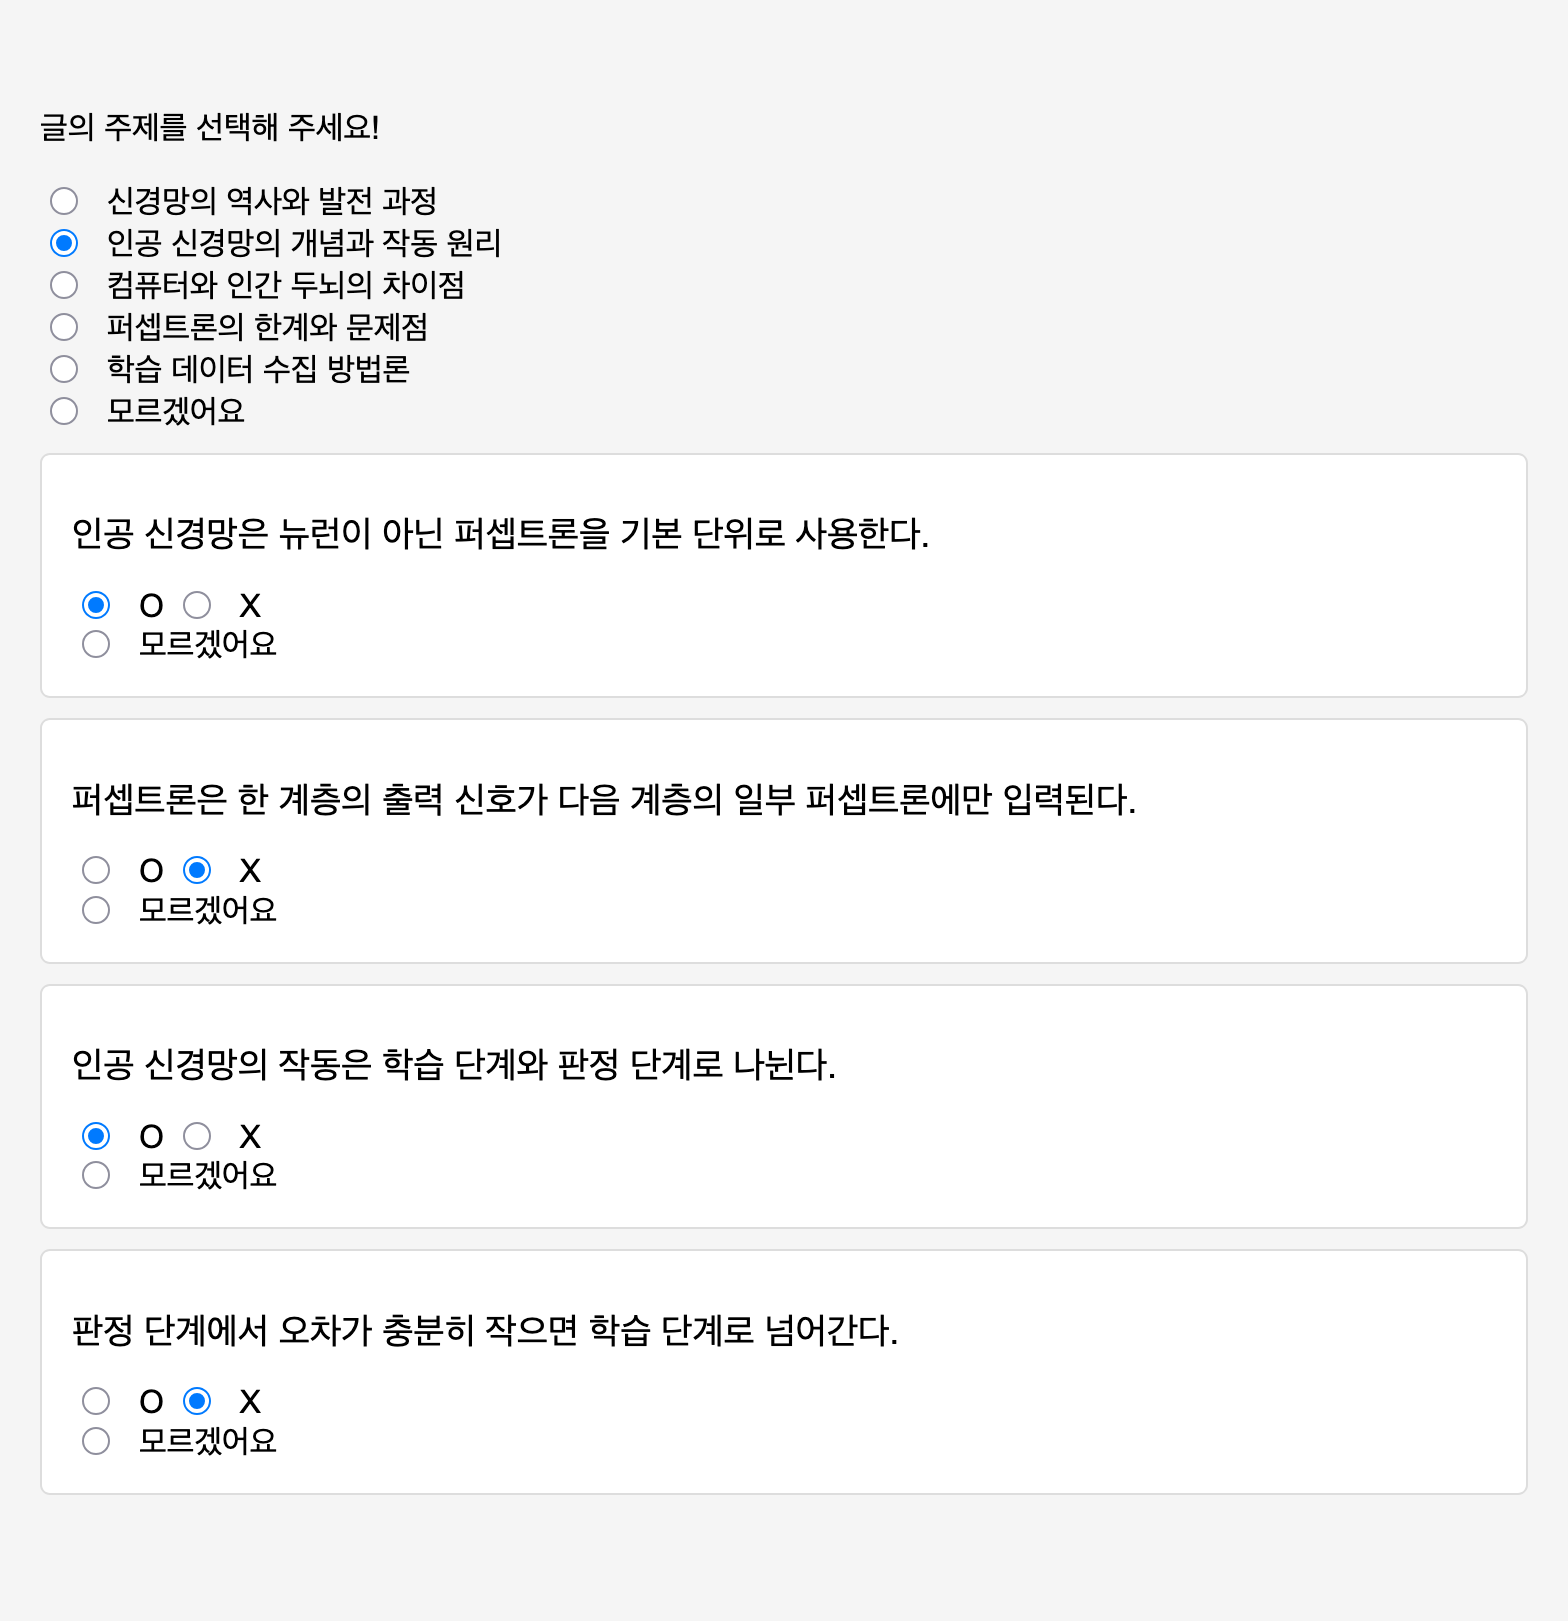 글의 주제를 선택해 주세요!
신경망의 역사와 발전 과정
인공 신경망의 개념과 작동 원리
컴퓨터와 인간 두뇌의 차이점
퍼셉트론의 한계와 문제점
학습 데이터 수집 방법론
모르겠어요
인공 신경망은 뉴런이 아닌 퍼셉트론을 기본 단위로 사용한다.
O X
모르겠어요
퍼셉트론은 한 계층의 출력 신호가 다음 계층의 일부 퍼셉트론에만 입력된다.
O X
모르겠어요
인공 신경망의 작동은 학습 단계와 판정 단계로 나뉜다.
O X
모르겠어요
판정 단계에서 오차가 충분히 작으면 학습 단계로 넘어간다.
O X
모르겠어요